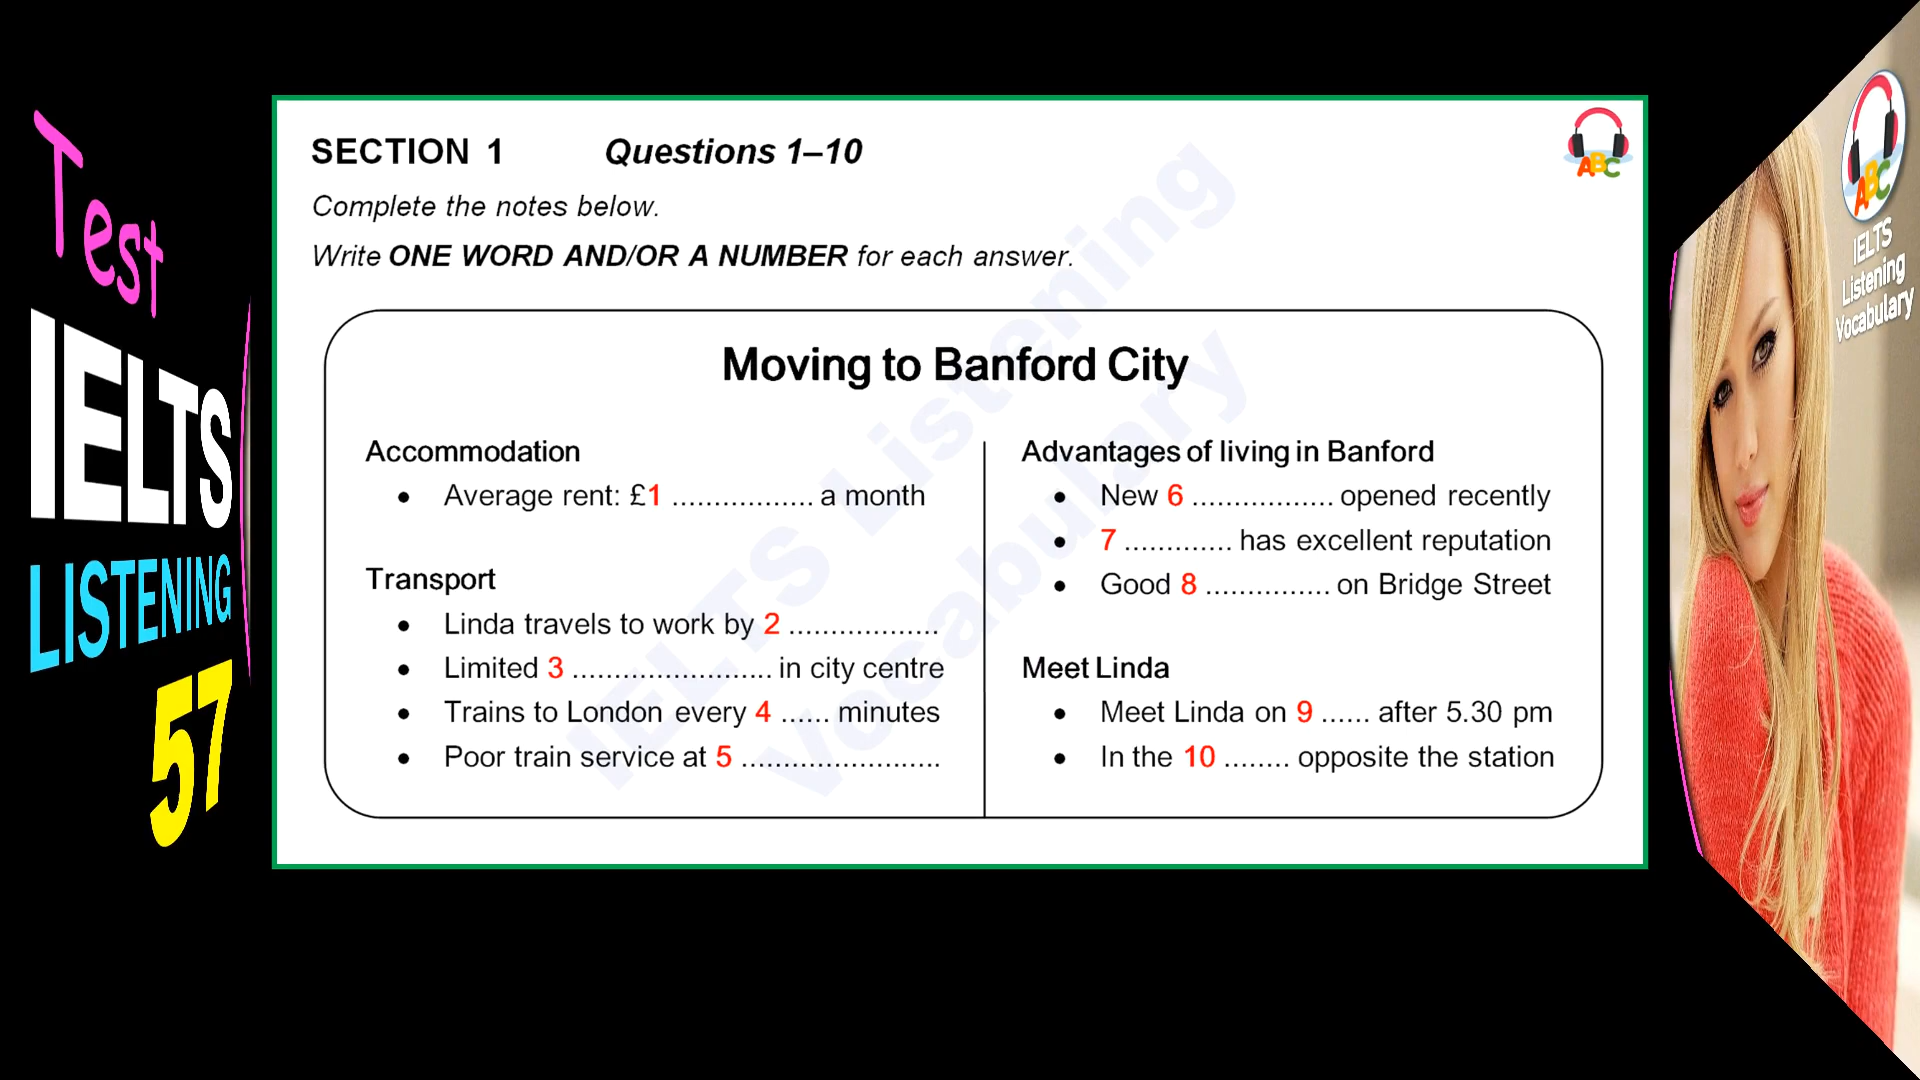 Test
IELTS
LISTENING
57
SECTION 1 Questions 1–10
Complete the notes below.
Write ONE WORD AND/OR A NUMBER for each answer.
Moving to Banford City
Accommodation
• Average rent: £1 ................. a month
Transport
• Linda travels to work by 2 ..................
• Limited 3 ........................ in city centre
• Trains to London every 4 ...... minutes
• Poor train service at 5 ........................
Advantages of living in Banford
• New 6 ................. opened recently
• 7 ............. has excellent reputation
• Good 8 ............... on Bridge Street
Meet Linda
• Meet Linda on 9 ...... after 5.30 pm
• In the 10 ........ opposite the station
IELTS Listening
Vocabulary
ABC
ABC
IELTS
Listening
Vocabulary